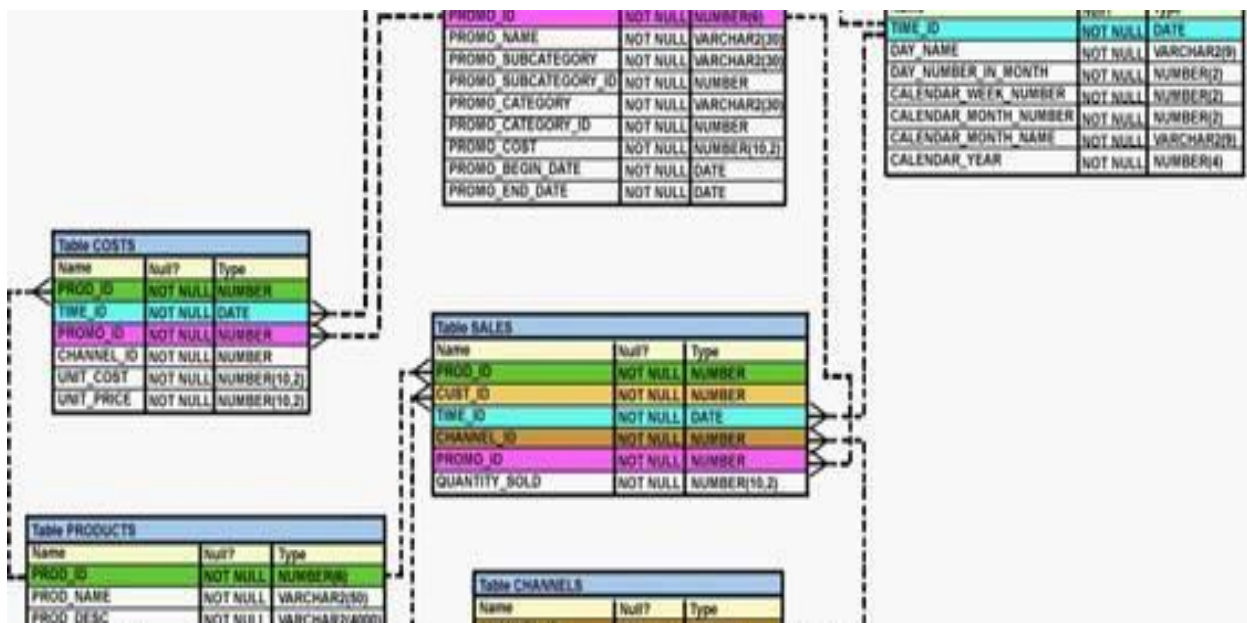 PROMO_ID NOT NULL NUMBER(6)
PROMO_NAME NOT NULL VARCHAR2(30)
PROMO_SUBCATEGORY NOT NULL VARCHAR2(30)
PROMO_SUBCATEGORY_ID NOT NULL NUMBER
PROMO_CATEGORY NOT NULL VARCHAR2(30)
PROMO_CATEGORY_ID NOT NULL NUMBER
PROMO_COST NOT NULL NUMBER(10,2)
PROMO_BEGIN_DATE NOT NULL DATE
PROMO_END_DATE NOT NULL DATE
Name Null? Type
TIME_ID NOT NULL DATE
DAY_NAME NOT NULL VARCHAR2(9)
DAY_NUMBER_IN_MONTH NOT NULL NUMBER(2)
CALENDAR_WEEK_NUMBER NOT NULL NUMBER(2)
CALENDAR_MONTH_NUMBER NOT NULL NUMBER(2)
CALENDAR_MONTH_NAME NOT NULL VARCHAR2(9)
CALENDAR_YEAR NOT NULL NUMBER(4)
Table COSTS
Name Null? Type
PROD_ID NOT NULL NUMBER
TIME_ID NOT NULL DATE
PROMO_ID NOT NULL NUMBER
CHANNEL_ID NOT NULL NUMBER
UNIT_COST NOT NULL NUMBER(10,2)
UNIT_PRICE NOT NULL NUMBER(10,2)
Table SALES
Name Null? Type
PROD_ID NOT NULL NUMBER
CUST_ID NOT NULL NUMBER
TIME_ID NOT NULL DATE
CHANNEL_ID NOT NULL NUMBER
PROMO_ID NOT NULL NUMBER
QUANTITY_SOLD NOT NULL NUMBER(10,2)
Table PRODUCTS
Name Null? Type
PROD_ID NOT NULL NUMBER(6)
PROD_NAME NOT NULL VARCHAR2(50)
PROD_DESC NOT NULL VARCHAR2(4000)
Table CHANNELS
Name Null? Type